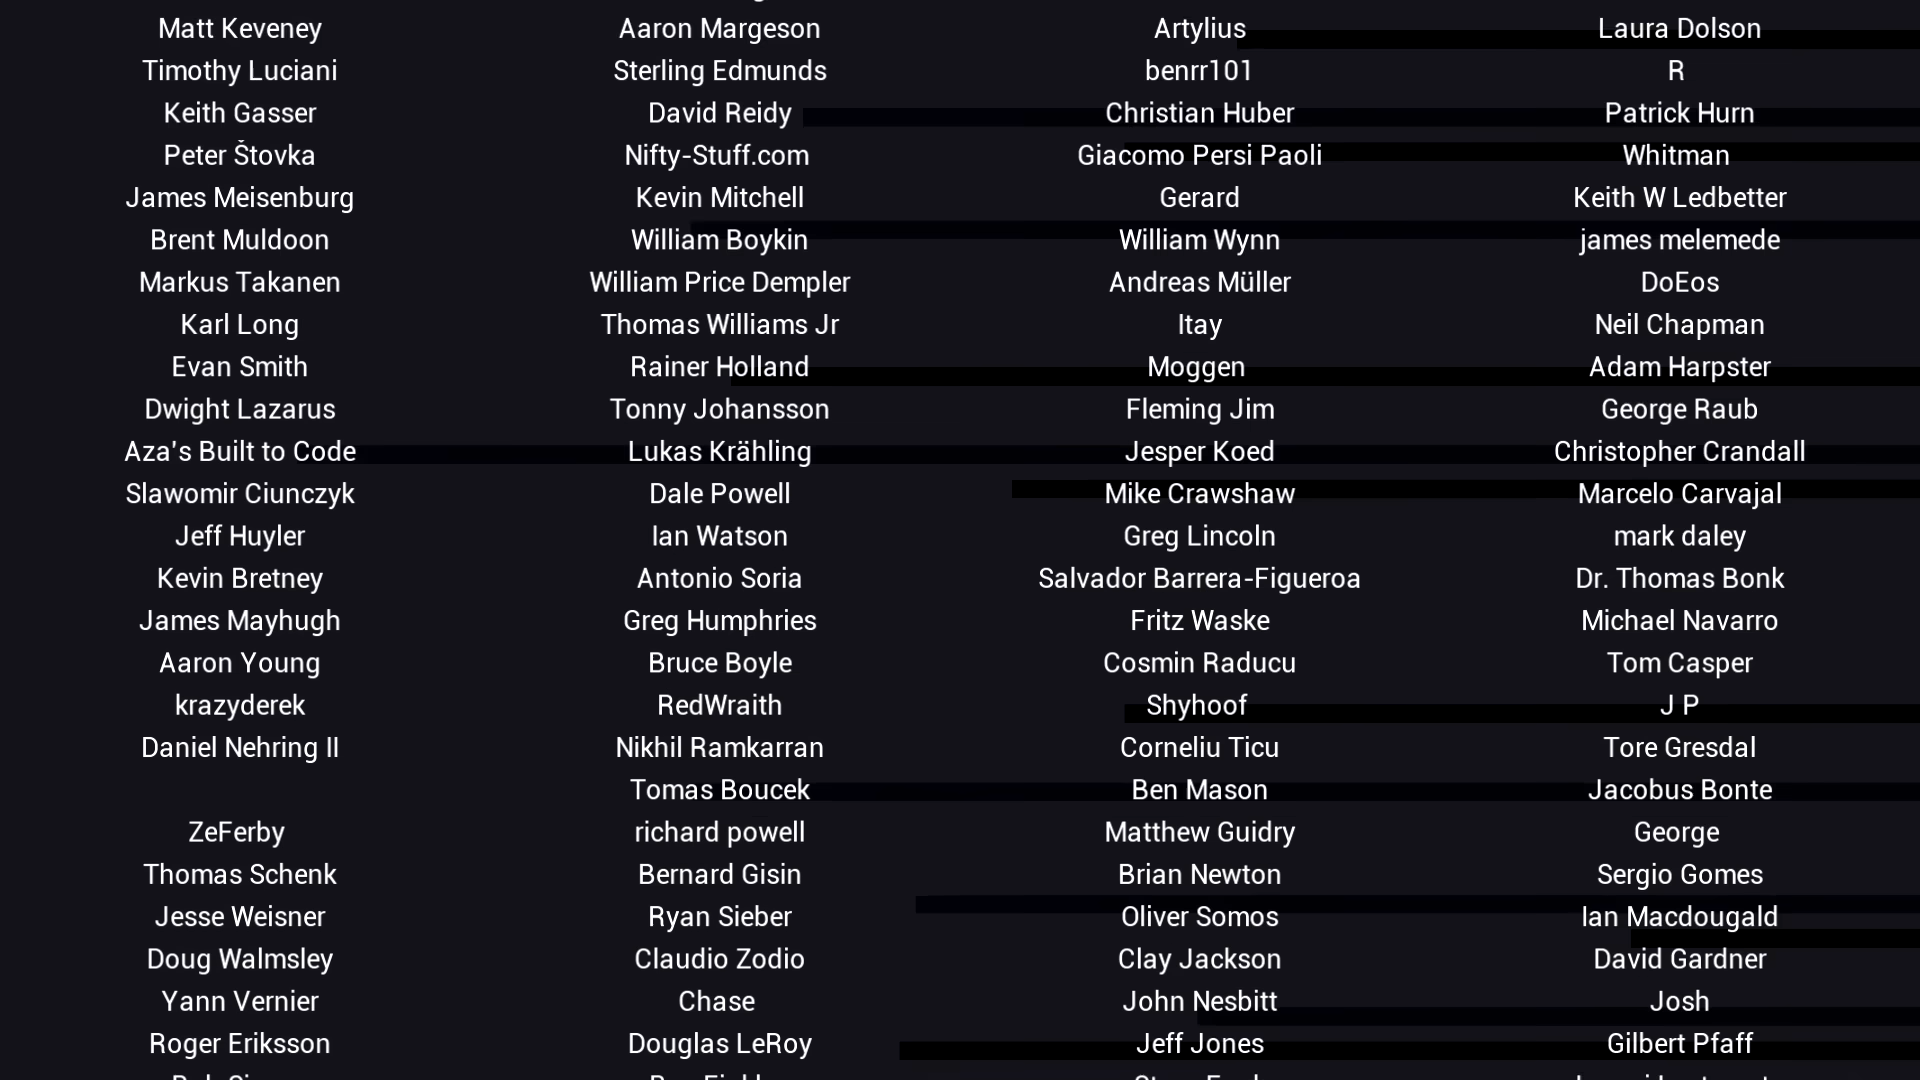 Matt Keveney Aaron Margeson Artylius Laura Dolson
Timothy Luciani Sterling Edmunds benrr101 R
Keith Gasser David Reidy Christian Huber Patrick Hurn
Peter Štovka Nifty-Stuff.com Giacomo Persi Paoli Whitman
James Meisenburg Kevin Mitchell Gerard Keith W Ledbetter
Brent Muldoon William Boykin William Wynn james melemede
Markus Takanen William Price Dempler Andreas Müller DoEos
Karl Long Thomas Williams Jr Itay Neil Chapman
Evan Smith Rainer Holland Moggen Adam Harpster
Dwight Lazarus Tonny Johansson Fleming Jim George Raub
Aza's Built to Code Lukas Krähling Jesper Koed Christopher Crandall
Slawomir Ciunczyk Dale Powell Mike Crawshaw Marcelo Carvajal
Jeff Huyler Ian Watson Greg Lincoln mark daley
Kevin Bretney Antonio Soria Salvador Barrera-Figueroa Dr. Thomas Bonk
James Mayhugh Greg Humphries Fritz Waske Michael Navarro
Aaron Young Bruce Boyle Cosmin Raducu Tom Casper
krazyderek RedWraith Shyhoof J P
Daniel Nehring II Nikhil Ramkarran Corneliu Ticu Tore Gresdal
Tomas Boucek Ben Mason Jacobus Bonte
ZeFerby richard powell Matthew Guidry George
Thomas Schenk Bernard Gisin Brian Newton Sergio Gomes
Jesse Weisner Ryan Sieber Oliver Somos Ian Macdougald
Doug Walmsley Claudio Zodio Clay Jackson David Gardner
Yann Vernier Chase John Nesbitt Josh
Roger Eriksson Douglas LeRoy Jeff Jones Gilbert Pfaff